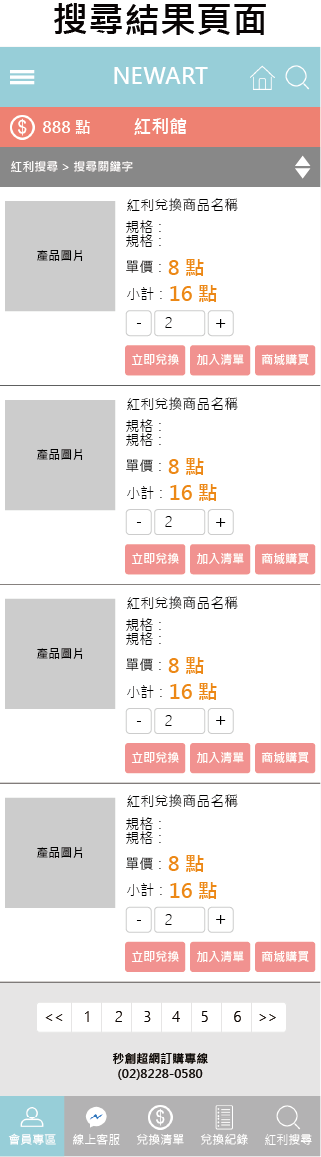 搜尋結果頁面
NEWART
888 點 紅利館
紅利搜尋 > 搜尋關鍵字
產品圖片
紅利兌換商品名稱
規格：
規格：
單價：8 點
小計：16 點
- 2 +
立即兌換 加入清單 商城購買
產品圖片
紅利兌換商品名稱
規格：
規格：
單價：8 點
小計：16 點
- 2 +
立即兌換 加入清單 商城購買
產品圖片
紅利兌換商品名稱
規格：
規格：
單價：8 點
小計：16 點
- 2 +
立即兌換 加入清單 商城購買
產品圖片
紅利兌換商品名稱
規格：
規格：
單價：8 點
小計：16 點
- 2 +
立即兌換 加入清單 商城購買
<< 1 2 3 4 5 6 >>
秒創超網訂購專線
(02)8228-0580
會員專區 線上客服 兌換清單 兌換紀錄 紅利搜尋